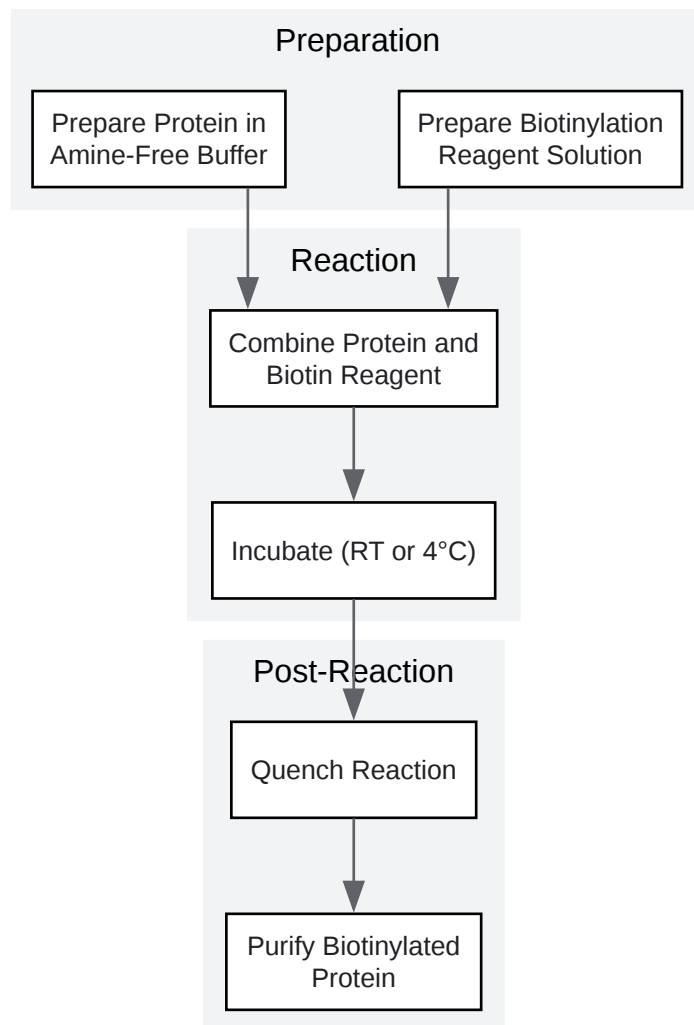 Preparation
Prepare Protein in
Amine-Free Buffer
Prepare Biotinylation
Reagent Solution
Reaction
Combine Protein and
Biotin Reagent
Incubate (RT or 4°C)
Post-Reaction
Quench Reaction
Purify Biotinylated
Protein